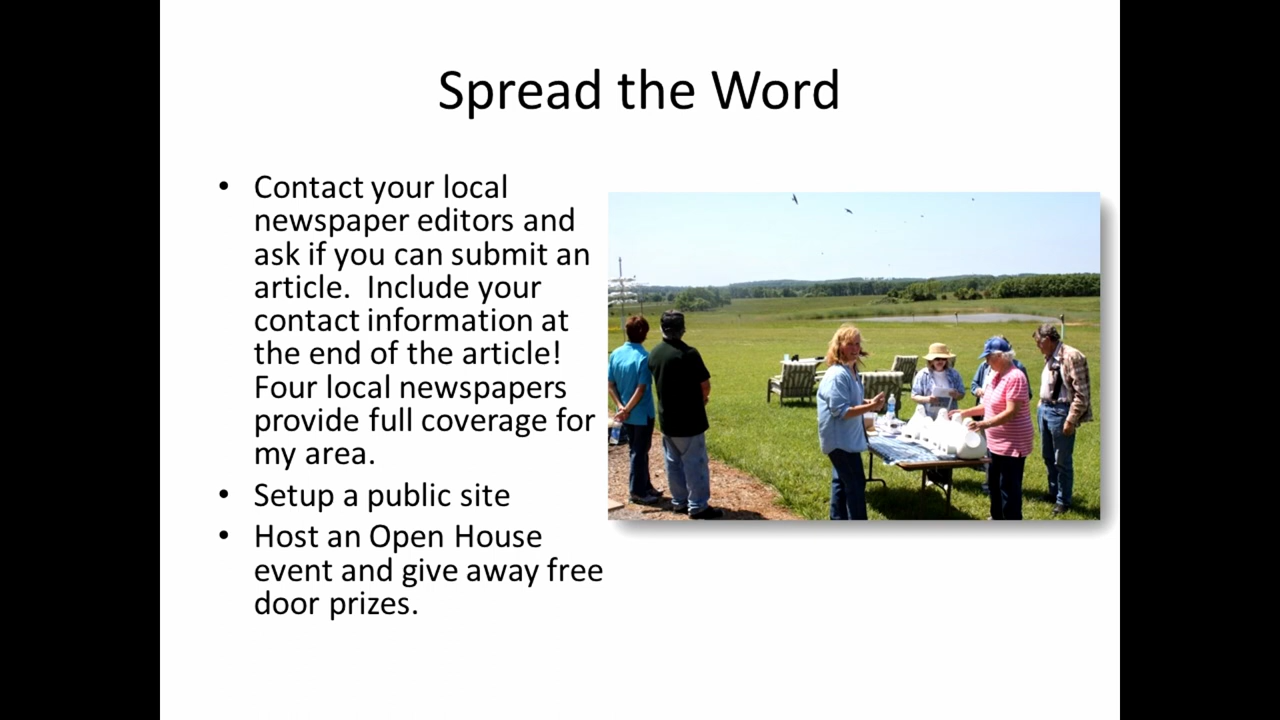 Spread the Word
• Contact your local
newspaper editors and
ask if you can submit an
article.  Include your
contact information at
the end of the article!
Four local newspapers
provide full coverage for
my area.
• Setup a public site
• Host an Open House
event and give away free
door prizes.